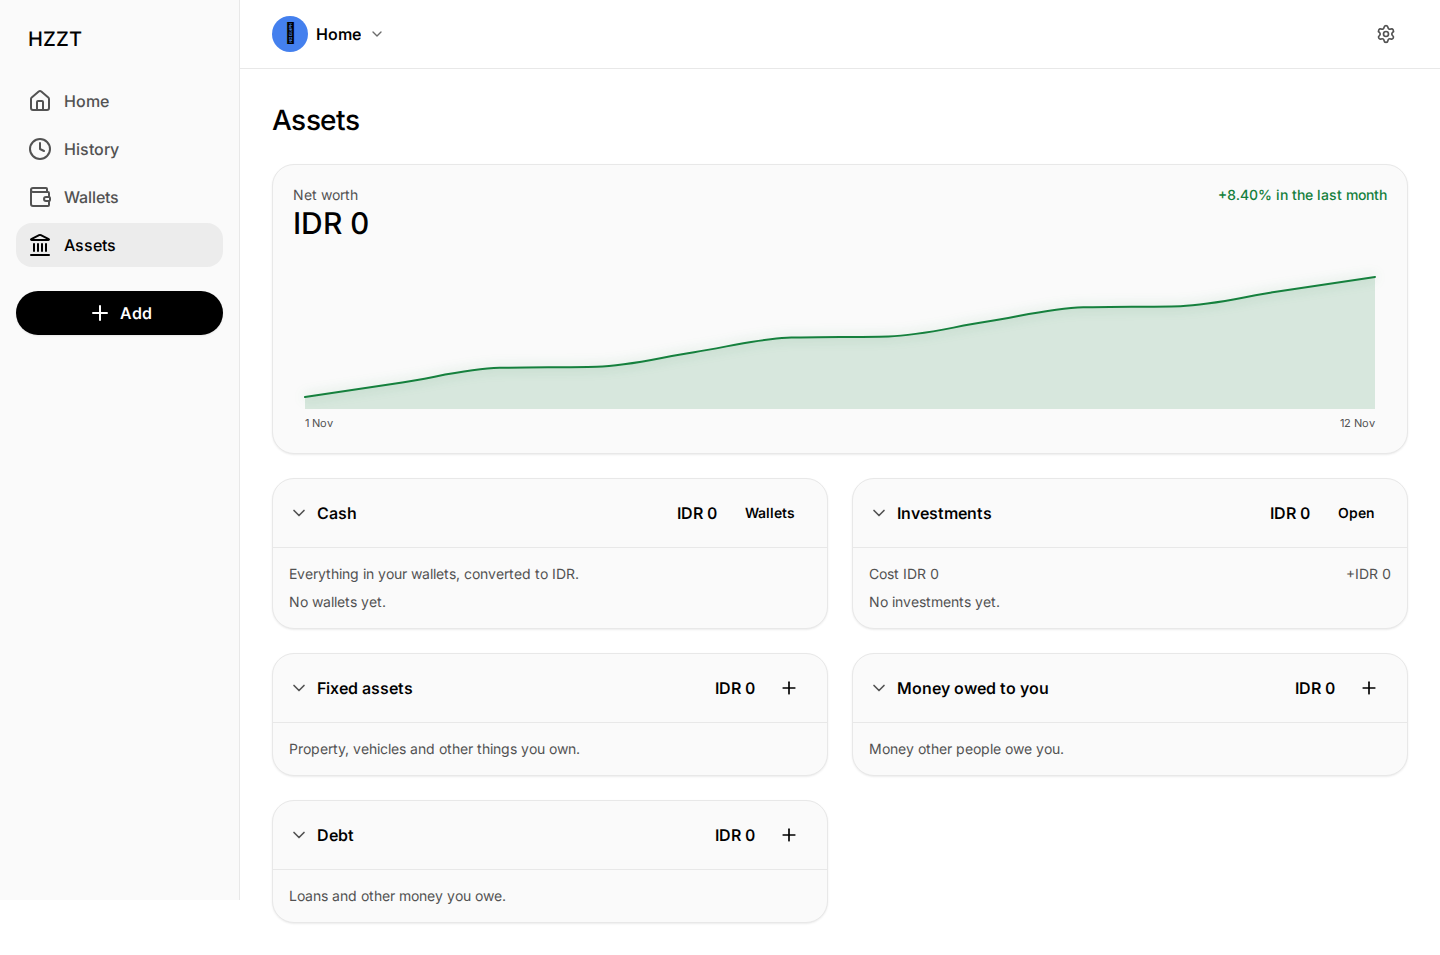 HZZT
Home
History
Wallets
Assets
Add
Home
Assets
Net worth
+8.40% in the last month
IDR 0
1 Nov
12 Nov
Cash
IDR 0
Wallets
Everything in your wallets, converted to IDR.
No wallets yet.
Investments
IDR 0
Open
Cost IDR 0
+IDR 0
No investments yet.
Fixed assets
IDR 0
Property, vehicles and other things you own.
Money owed to you
IDR 0
Money other people owe you.
Debt
IDR 0
Loans and other money you owe.